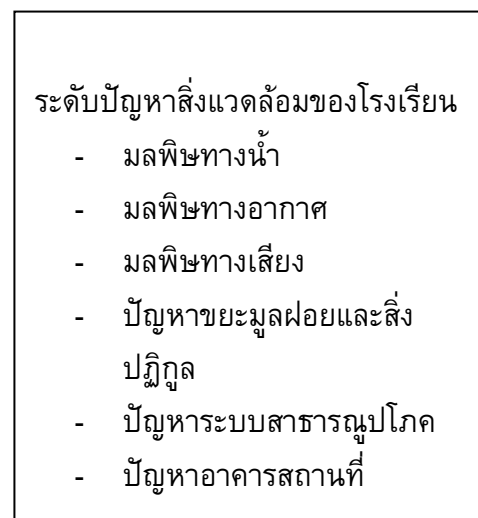 ระดับปัญหาสิ่งแวดล้อมของโรงเรียน
- มลพิษทางน้ำ
- มลพิษทางอากาศ
- มลพิษทางเสียง
- ปัญหาขยะมูลฝอยและสิ่ง
ปฏิกูล
- ปัญหาระบบสาธารณูปโภค
- ปัญหาอาคารสถานที่